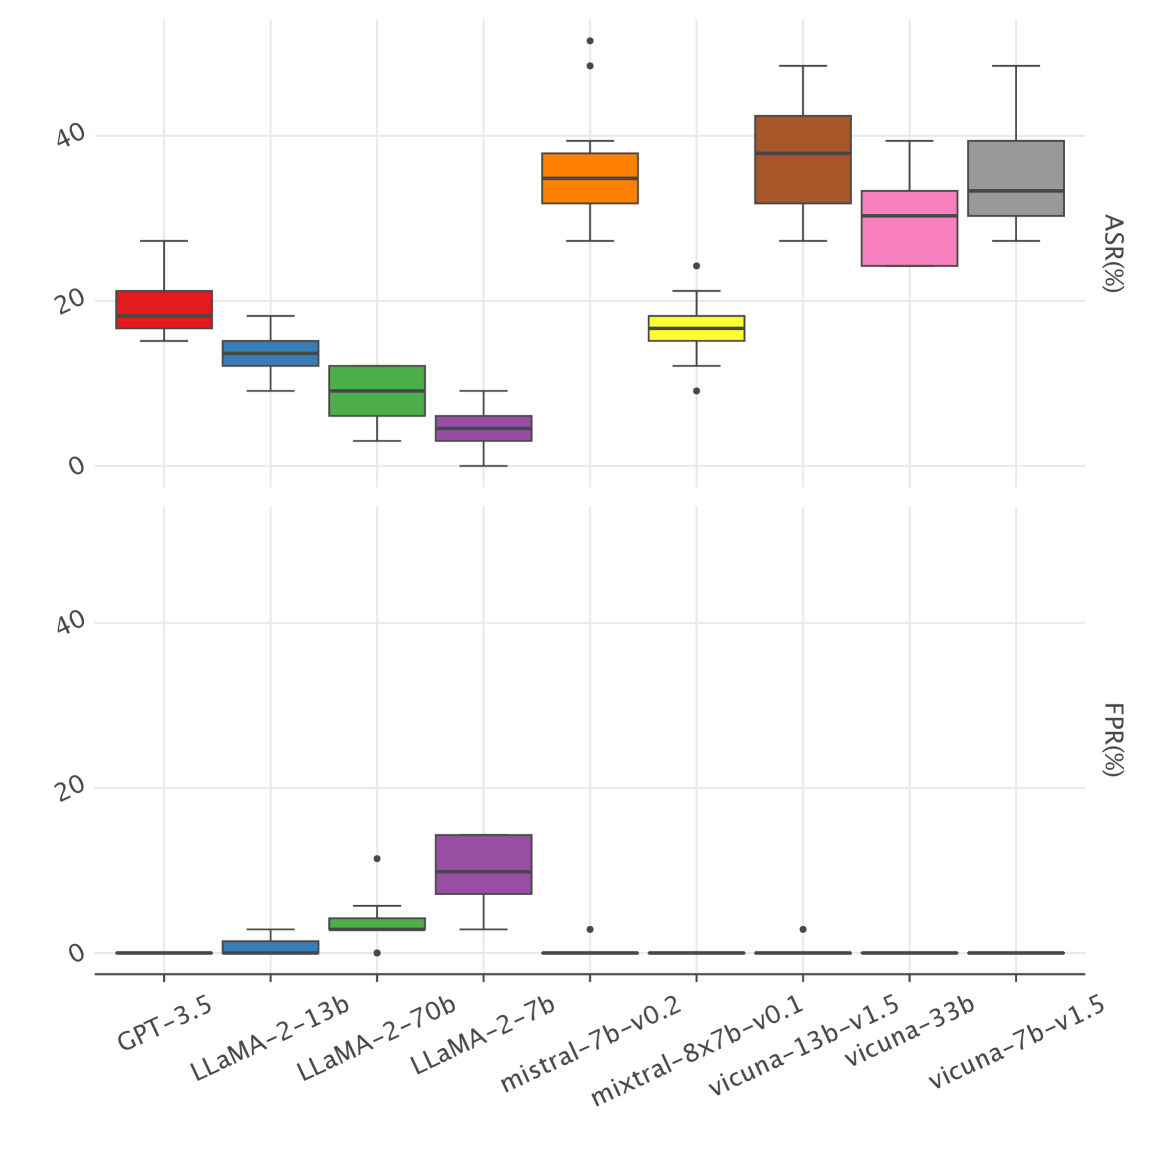 40
20
0
ASR(%)
40
20
0
FPR(%)
GPT-3.5
LLaMA-2-13b
LLaMA-2-70b
LLaMA-2-7b
mistral-7b-v0.2
mixtral-8x7b-v0.1
vicuna-13b-v1.5
vicuna-33b
vicuna-7b-v1.5